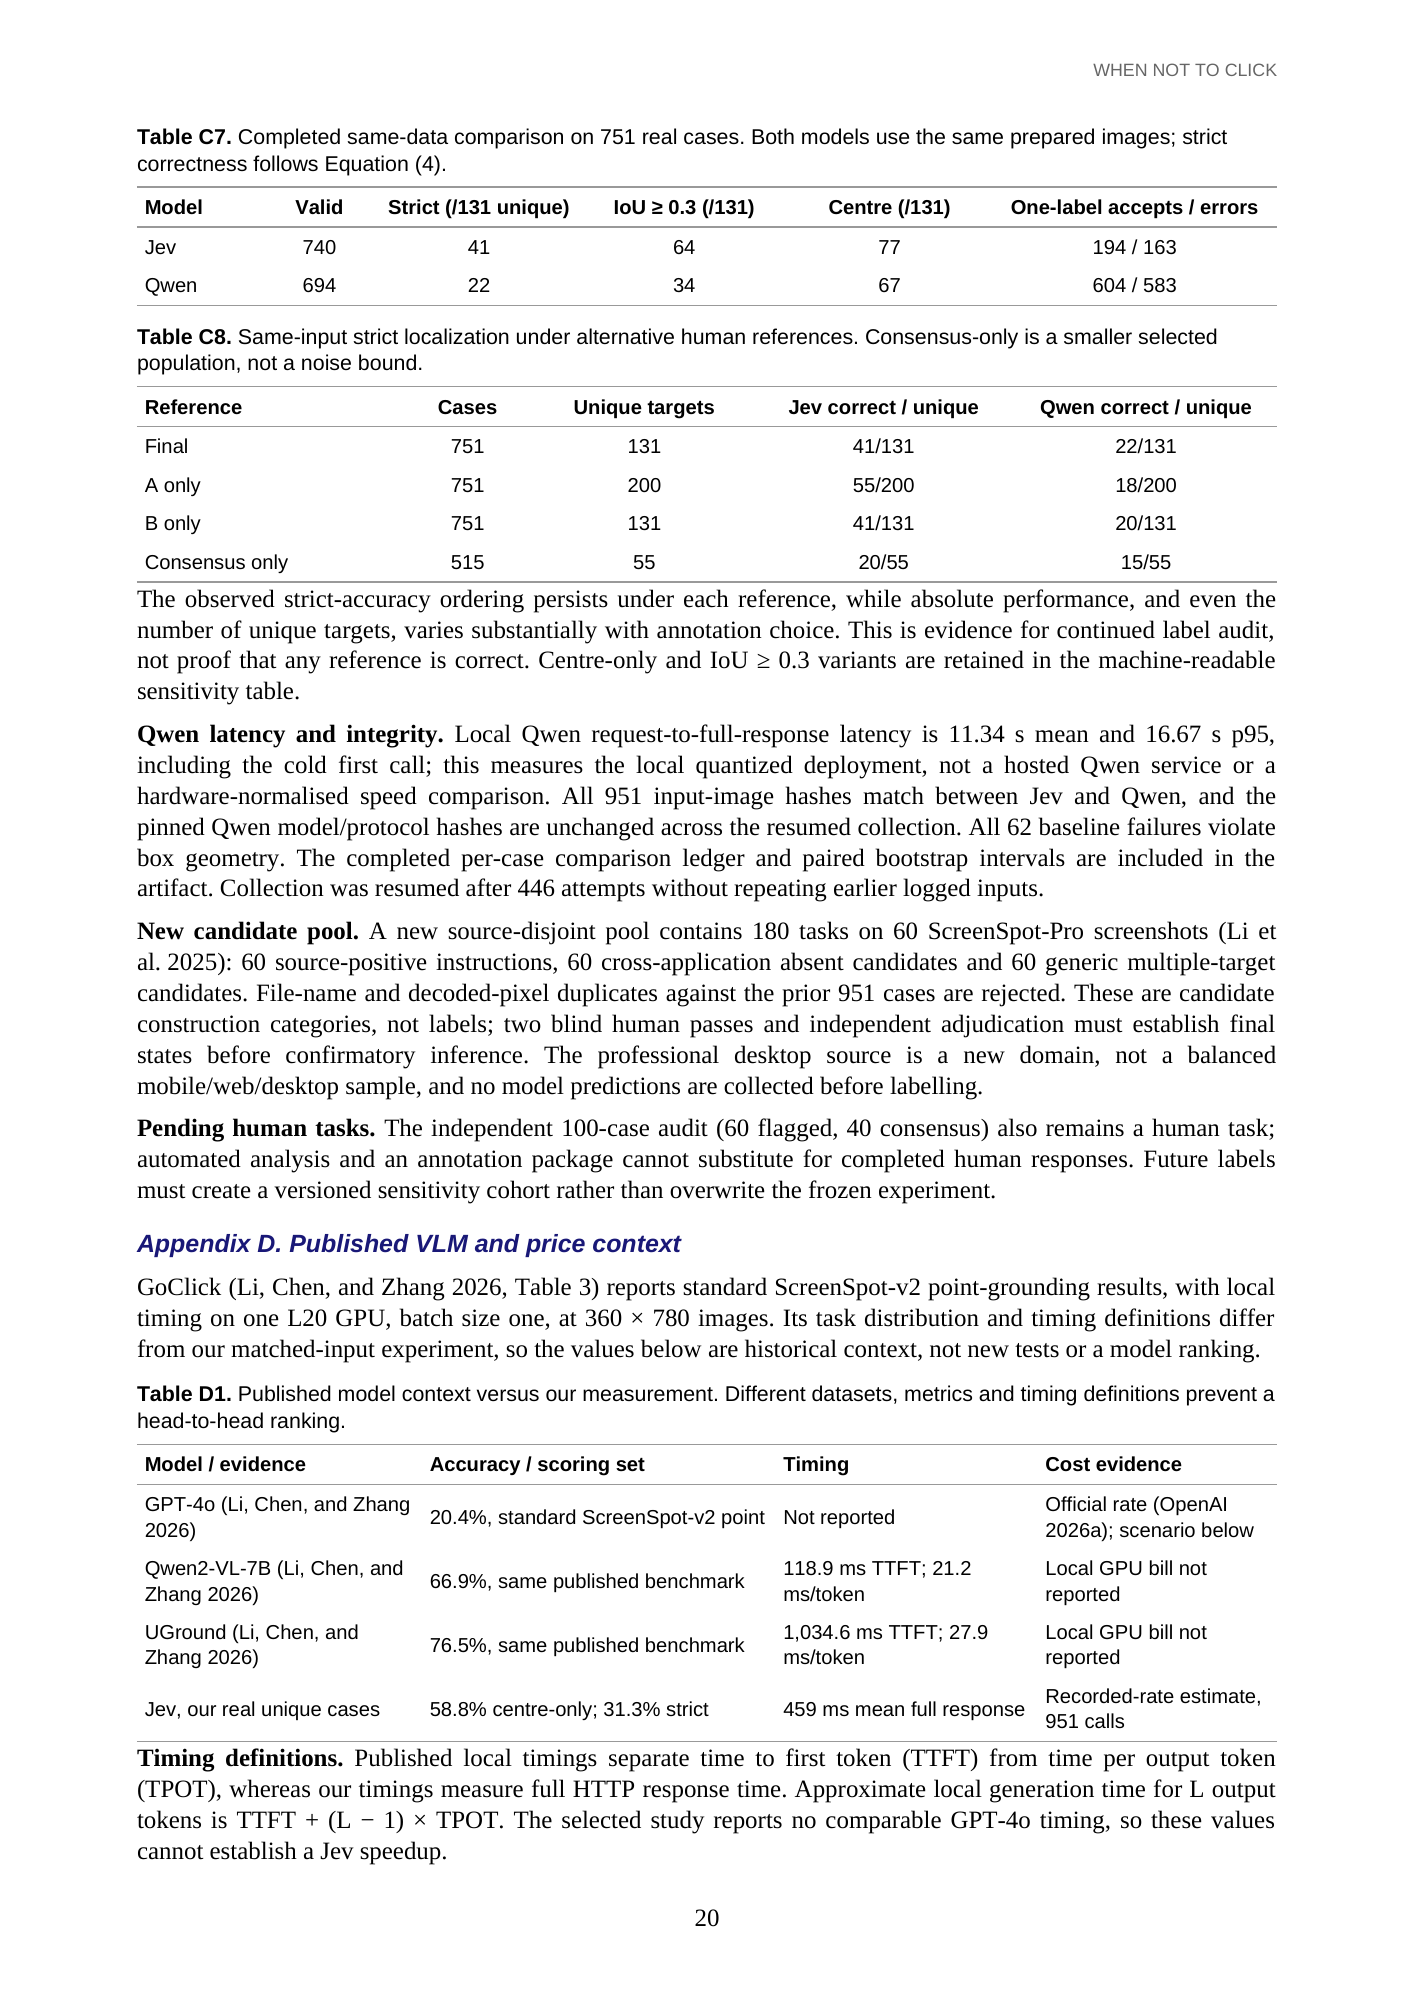 WHEN NOT TO CLICK
Table C7. Completed same-data comparison on 751 real cases. Both models use the same prepared images; strict
correctness follows Equation (4).
Model Valid Strict (/131 unique) IoU ≥ 0.3 (/131) Centre (/131) One-label accepts / errors
Jev 740 41 64 77 194 / 163
Qwen 694 22 34 67 604 / 583
Table C8. Same-input strict localization under alternative human references. Consensus-only is a smaller selected
population, not a noise bound.
Reference Cases Unique targets Jev correct / unique Qwen correct / unique
Final 751 131 41/131 22/131
A only 751 200 55/200 18/200
B only 751 131 41/131 20/131
Consensus only 515 55 20/55 15/55
The observed strict-accuracy ordering persists under each reference, while absolute performance, and even the
number of unique targets, varies substantially with annotation choice. This is evidence for continued label audit,
not proof that any reference is correct. Centre-only and IoU ≥ 0.3 variants are retained in the machine-readable
sensitivity table.
Qwen latency and integrity. Local Qwen request-to-full-response latency is 11.34 s mean and 16.67 s p95,
including the cold first call; this measures the local quantized deployment, not a hosted Qwen service or a
hardware-normalised speed comparison. All 951 input-image hashes match between Jev and Qwen, and the
pinned Qwen model/protocol hashes are unchanged across the resumed collection. All 62 baseline failures violate
box geometry. The completed per-case comparison ledger and paired bootstrap intervals are included in the
artifact. Collection was resumed after 446 attempts without repeating earlier logged inputs.
New candidate pool. A new source-disjoint pool contains 180 tasks on 60 ScreenSpot-Pro screenshots (Li et
al. 2025): 60 source-positive instructions, 60 cross-application absent candidates and 60 generic multiple-target
candidates. File-name and decoded-pixel duplicates against the prior 951 cases are rejected. These are candidate
construction categories, not labels; two blind human passes and independent adjudication must establish final
states before confirmatory inference. The professional desktop source is a new domain, not a balanced
mobile/web/desktop sample, and no model predictions are collected before labelling.
Pending human tasks. The independent 100-case audit (60 flagged, 40 consensus) also remains a human task;
automated analysis and an annotation package cannot substitute for completed human responses. Future labels
must create a versioned sensitivity cohort rather than overwrite the frozen experiment.
Appendix D. Published VLM and price context
GoClick (Li, Chen, and Zhang 2026, Table 3) reports standard ScreenSpot-v2 point-grounding results, with local
timing on one L20 GPU, batch size one, at 360 × 780 images. Its task distribution and timing definitions differ
from our matched-input experiment, so the values below are historical context, not new tests or a model ranking.
Table D1. Published model context versus our measurement. Different datasets, metrics and timing definitions prevent a
head-to-head ranking.
Model / evidence Accuracy / scoring set Timing Cost evidence
GPT-4o (Li, Chen, and Zhang
2026) 20.4%, standard ScreenSpot-v2 point Not reported Official rate (OpenAI
2026a); scenario below
Qwen2-VL-7B (Li, Chen, and
Zhang 2026) 66.9%, same published benchmark 118.9 ms TTFT; 21.2
ms/token Local GPU bill not
reported
UGround (Li, Chen, and
Zhang 2026) 76.5%, same published benchmark 1,034.6 ms TTFT; 27.9
ms/token Local GPU bill not
reported
Jev, our real unique cases 58.8% centre-only; 31.3% strict 459 ms mean full response Recorded-rate estimate,
951 calls
Timing definitions. Published local timings separate time to first token (TTFT) from time per output token
(TPOT), whereas our timings measure full HTTP response time. Approximate local generation time for L output
tokens is TTFT + (L − 1) × TPOT. The selected study reports no comparable GPT-4o timing, so these values
cannot establish a Jev speedup.
20